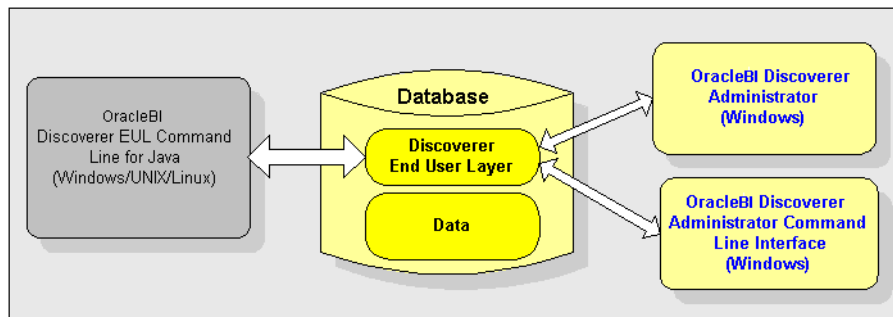 OracleBI
Discoverer EUL Command
Line for Java
(Windows/UNIX/Linux)
Database
Discoverer
End User Layer
Data
OracleBI Discoverer
Administrator
(Windows)
OracleBI Discoverer
Administrator Command
Line Interface
(Windows)